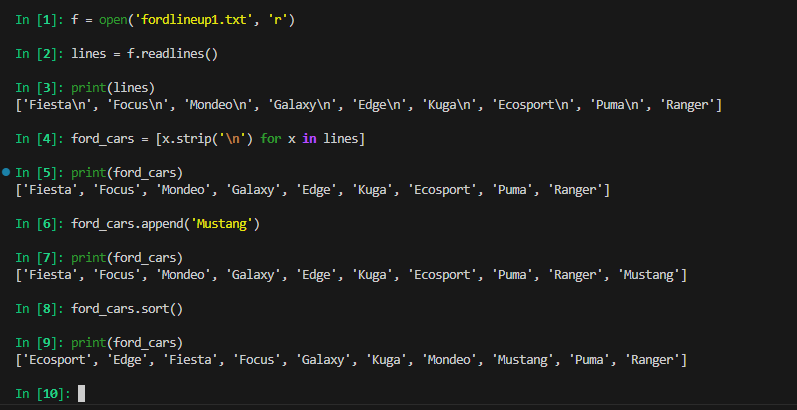 In [1]: f = open('fordlineup1.txt', 'r')
In [2]: lines = f.readlines()
In [3]: print(lines)
['Fiesta\n', 'Focus\n', 'Mondeo\n', 'Galaxy\n', 'Edge\n', 'Kuga\n', 'Ecosport\n', 'Puma\n', 'Ranger']
In [4]: ford_cars = [x.strip('\n') for x in lines]
In [5]: print(ford_cars)
['Fiesta', 'Focus', 'Mondeo', 'Galaxy', 'Edge', 'Kuga', 'Ecosport', 'Puma', 'Ranger']
In [6]: ford_cars.append('Mustang')
In [7]: print(ford_cars)
['Fiesta', 'Focus', 'Mondeo', 'Galaxy', 'Edge', 'Kuga', 'Ecosport', 'Puma', 'Ranger', 'Mustang']
In [8]: ford_cars.sort()
In [9]: print(ford_cars)
['Ecosport', 'Edge', 'Fiesta', 'Focus', 'Galaxy', 'Kuga', 'Mondeo', 'Mustang', 'Puma', 'Ranger']
In [10]: